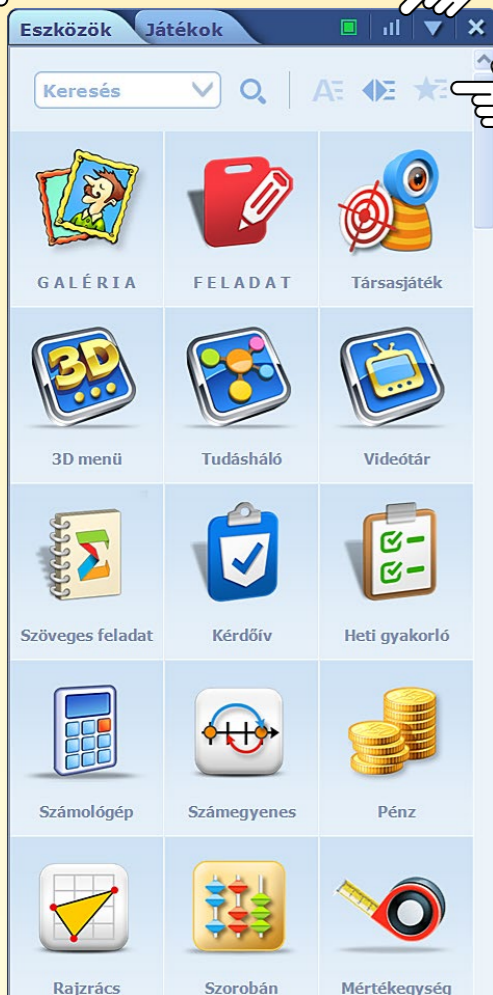 Eszközök Játékok
Keresés
GALÉRIA FELADAT Társasjáték
3D
3D menü Tudásháló Videótár
Szöveges feladat Kérdőív Heti gyakorló
Számológép Számegyenes Pénz
Rajzrács Szorobán Mértékegység